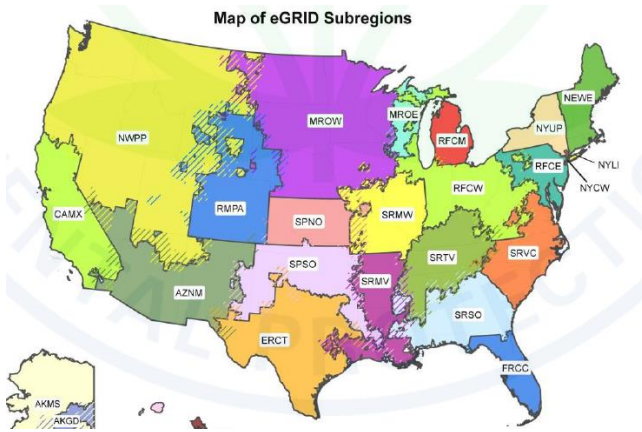 Map of eGRID Subregions
NEWE
MROE
NYUP
MROW
NWPP
RFCM
NYLI
RFCE
NYCW
RFCW
RMPA
CAMX
SPNO
SRMW
SRTV
SRVC
SPSO
SRMV
AZNM
SRSO
ERCT
FRCC
AKMS
AKGD